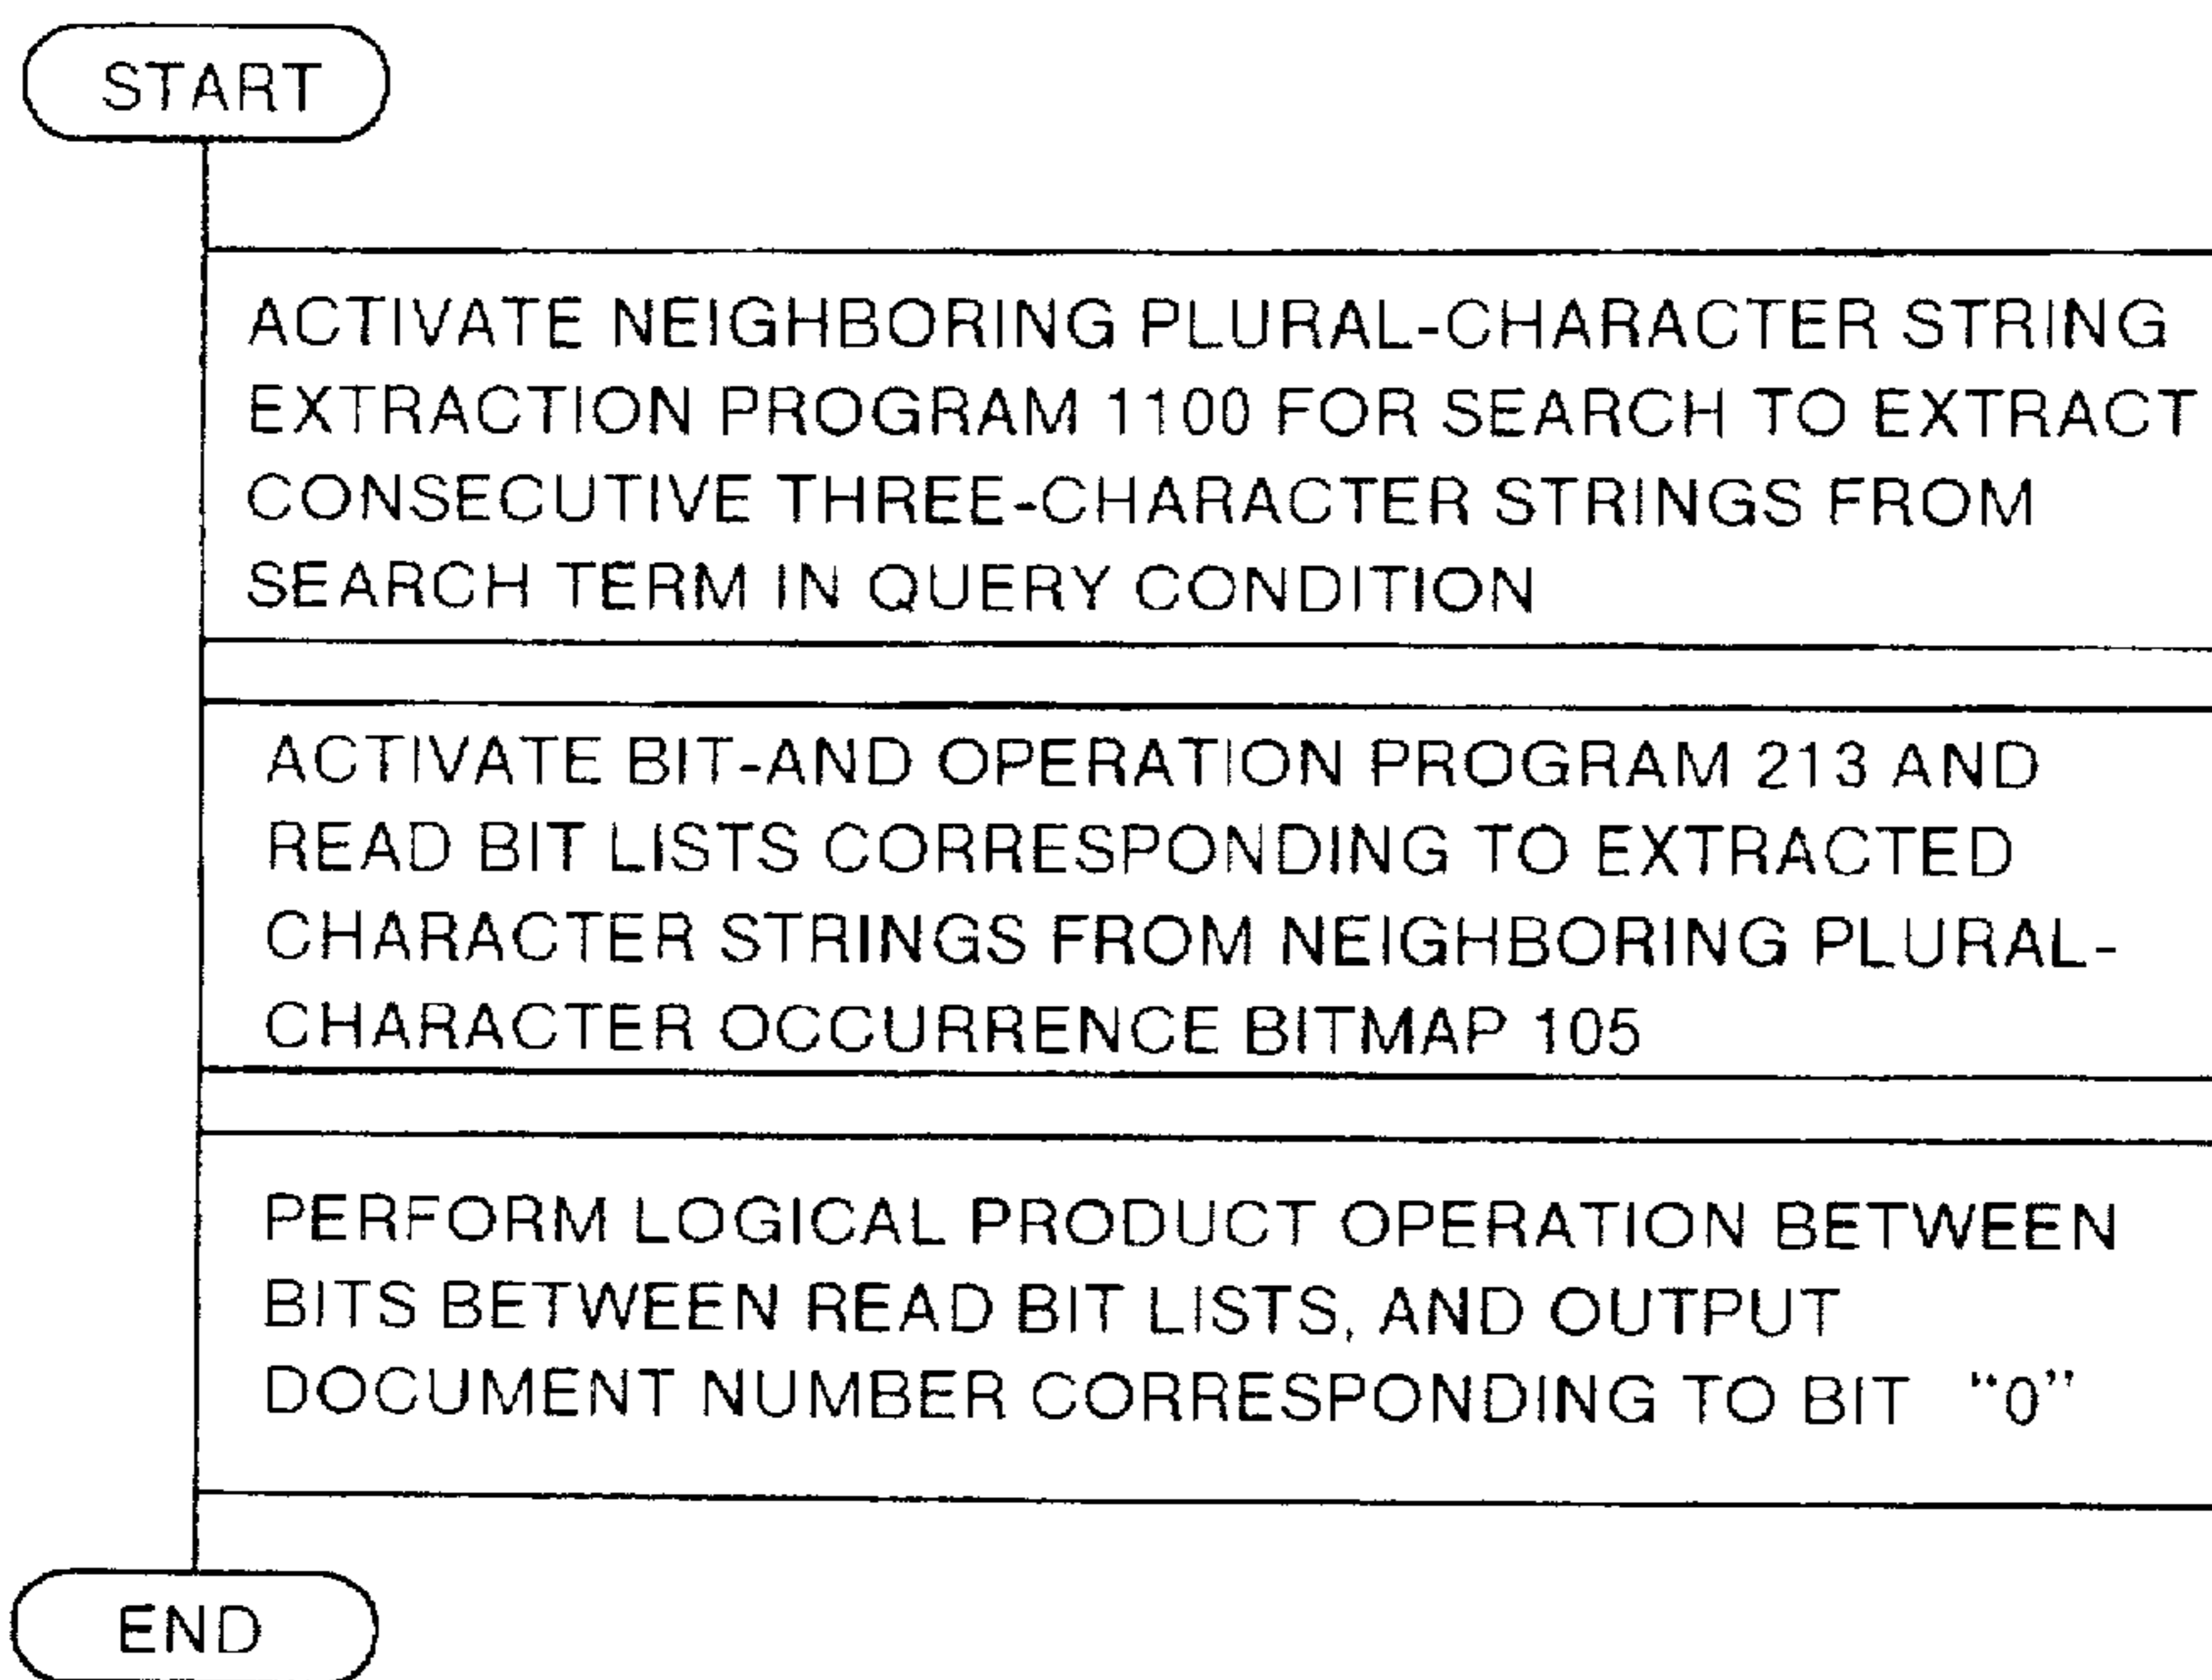 START
ACTIVATE NEIGHBORING PLURAL-CHARACTER STRING
EXTRACTION PROGRAM 1100 FOR SEARCH TO EXTRACT
CONSECUTIVE THREE-CHARACTER STRINGS FROM
SEARCH TERM IN QUERY CONDITION
ACTIVATE BIT-AND OPERATION PROGRAM 213 AND
READ BIT LISTS CORRESPONDING TO EXTRACTED
CHARACTER STRINGS FROM NEIGHBORING PLURAL-
CHARACTER OCCURRENCE BITMAP 105
PERFORM LOGICAL PRODUCT OPERATION BETWEEN
BITS BETWEEN READ BIT LISTS, AND OUTPUT
DOCUMENT NUMBER CORRESPONDING TO BIT “0”
END